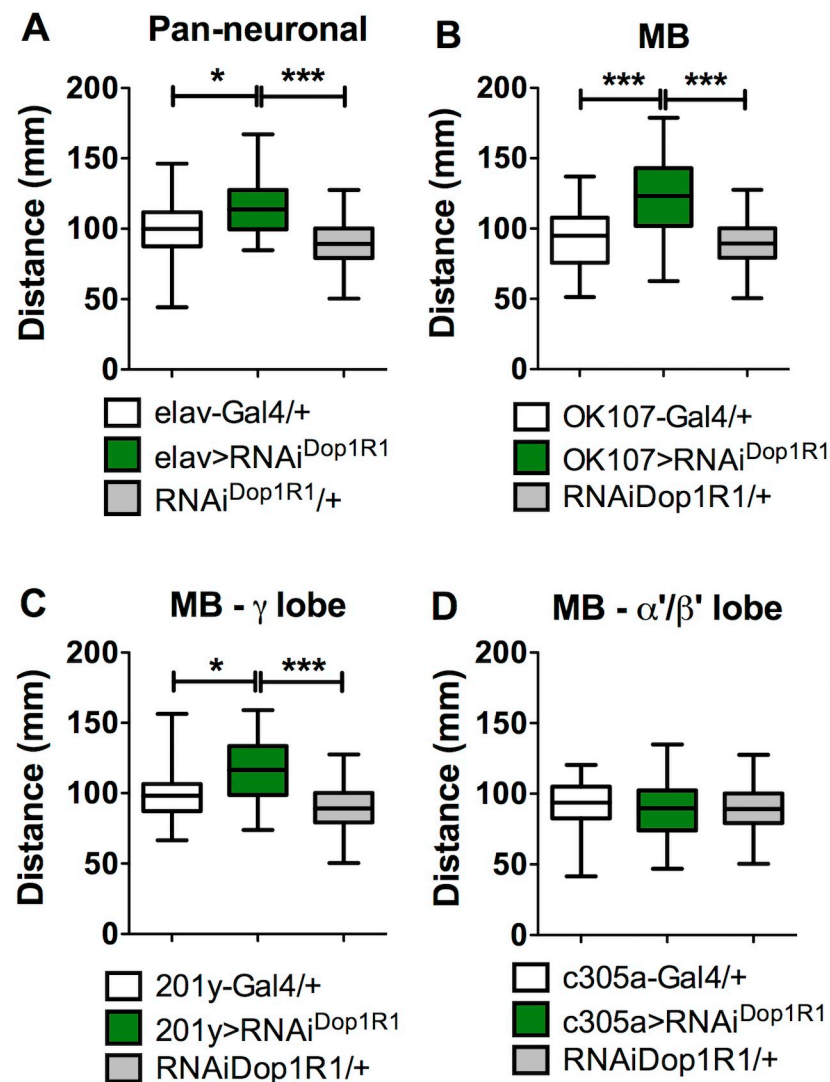 A Pan-neuronal
* ***
Distance (mm)
200
150
100
50
0
elav-Gal4/+
elav>RNAiDop1R1
RNAiDop1R1/+
B MB
*** ***
Distance (mm)
200
150
100
50
0
OK107-Gal4/+
OK107>RNAiDop1R1
RNAiDop1R1/+
C MB - γ lobe
* ***
Distance (mm)
200
150
100
50
0
201y-Gal4/+
201y>RNAiDop1R1
RNAiDop1R1/+
D MB - α'/β' lobe
Distance (mm)
200
150
100
50
0
c305a-Gal4/+
c305a>RNAiDop1R1
RNAiDop1R1/+